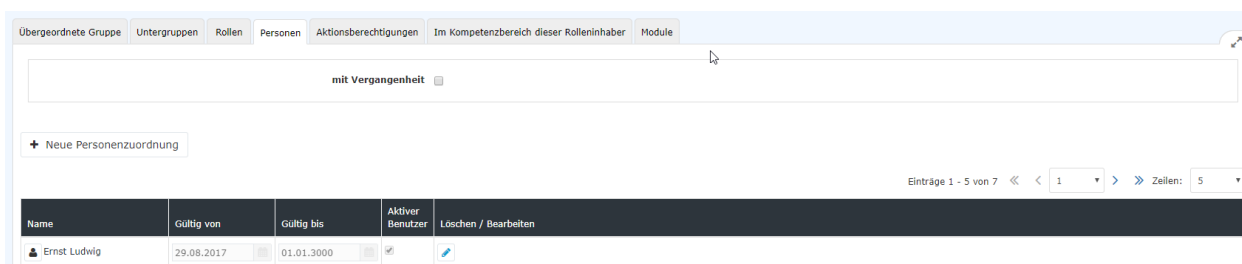 Übergeordnete Gruppe Untergruppen Rollen Personen Aktionsberechtigungen Im Kompetenzbereich dieser Rolleninhaber Module
mit Vergangenheit
+ Neue Personenzuordnung
Einträge 1 - 5 von 7 « < 1 > » Zeilen: 5
Name Gültig von Gültig bis Aktiver Benutzer Löschen / Bearbeiten
Ernst Ludwig 29.08.2017 01.01.3000